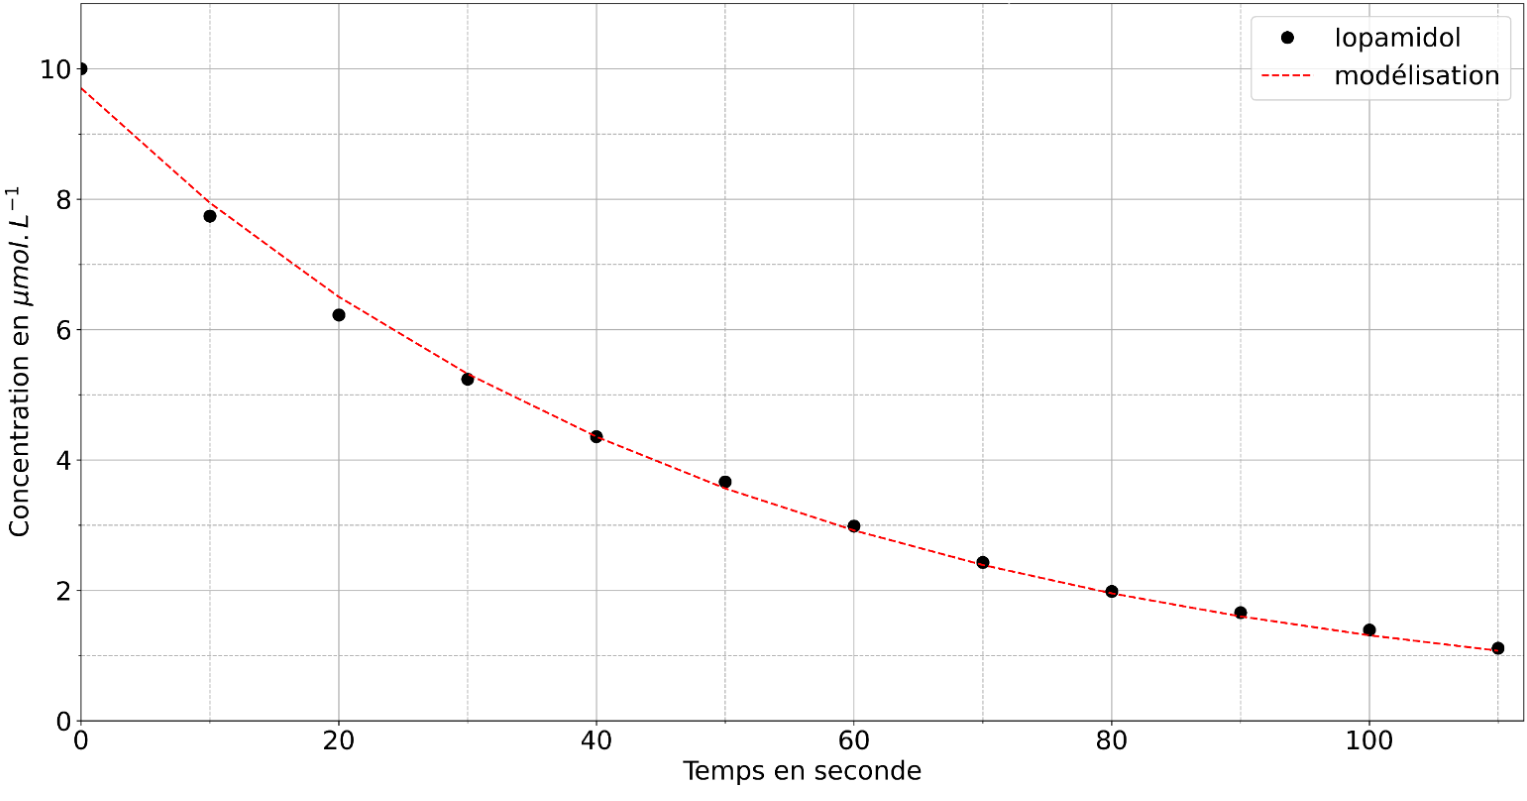 Iopamidol
modélisation
Concentration en μmol.L⁻¹
10
8
6
4
2
0
0 20 40 60 80 100
Temps en seconde